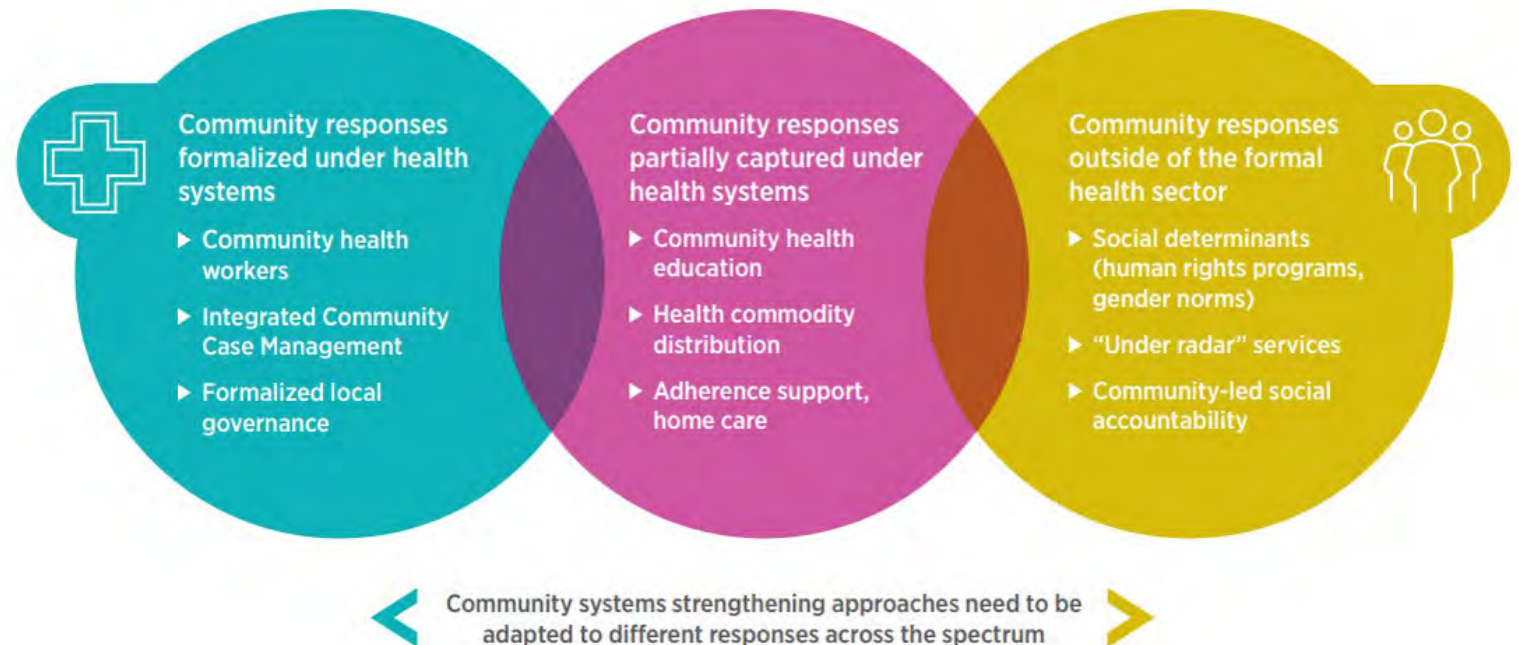 Community responses
formalized under health
systems
▶ Community health
workers
▶ Integrated Community
Case Management
▶ Formalized local
governance
Community responses
partially captured under
health systems
▶ Community health
education
▶ Health commodity
distribution
▶ Adherence support,
home care
Community responses
outside of the formal
health sector
▶ Social determinants
(human rights programs,
gender norms)
▶ “Under radar” services
▶ Community-led social
accountability
Community systems strengthening approaches need to be
adapted to different responses across the spectrum